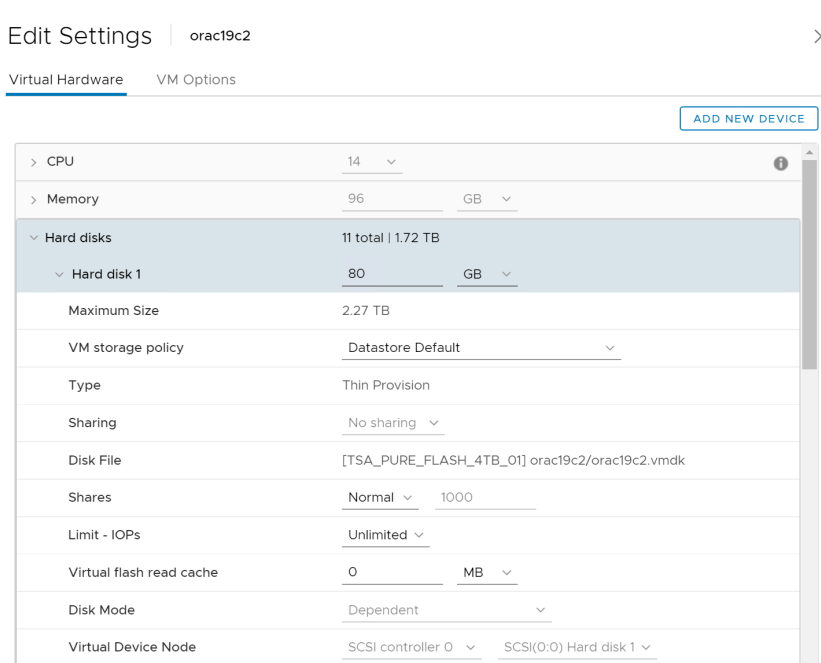 Edit Settings orac19c2
Virtual Hardware VM Options
ADD NEW DEVICE
CPU 14
Memory 96 GB
Hard disks 11 total | 1.72 TB
Hard disk 1 80 GB
Maximum Size 2.27 TB
VM storage policy Datastore Default
Type Thin Provision
Sharing No sharing
Disk File [TSA_PURE_FLASH_4TB_01] orac19c2/orac19c2.vmdk
Shares Normal 1000
Limit - IOPs Unlimited
Virtual flash read cache 0 MB
Disk Mode Dependent
Virtual Device Node SCSI controller 0 SCSI(0:0) Hard disk 1